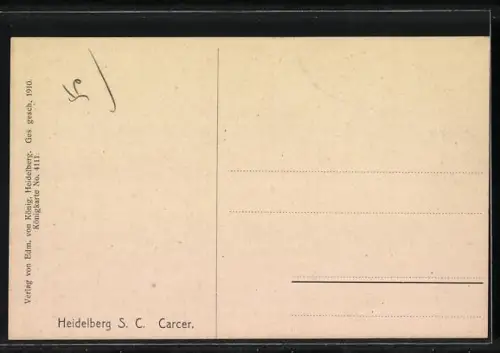 Verlag von Edm. von König, Heidelberg. Ges gesch. 1910.
Königkarte No. 4111.
Heidelberg S. C. Carcer.